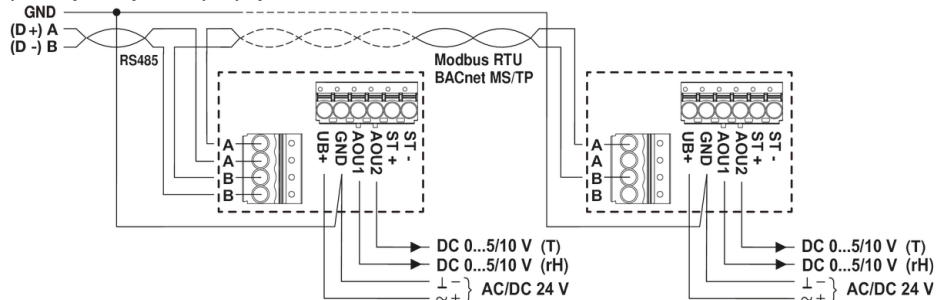 GND
(D +) A
(D -) B
RS485
Modbus RTU
BACnet MS/TP
A
A
B
B
UB+
GND
AOU1
AOU2
ST +
ST -
A
A
B
B
UB+
GND
AOU1
AOU2
ST +
ST -
DC 0...5/10 V (T)
DC 0...5/10 V (rH)
⊥ −
~ +
AC/DC 24 V
DC 0...5/10 V (T)
DC 0...5/10 V (rH)
⊥ −
~ +
AC/DC 24 V